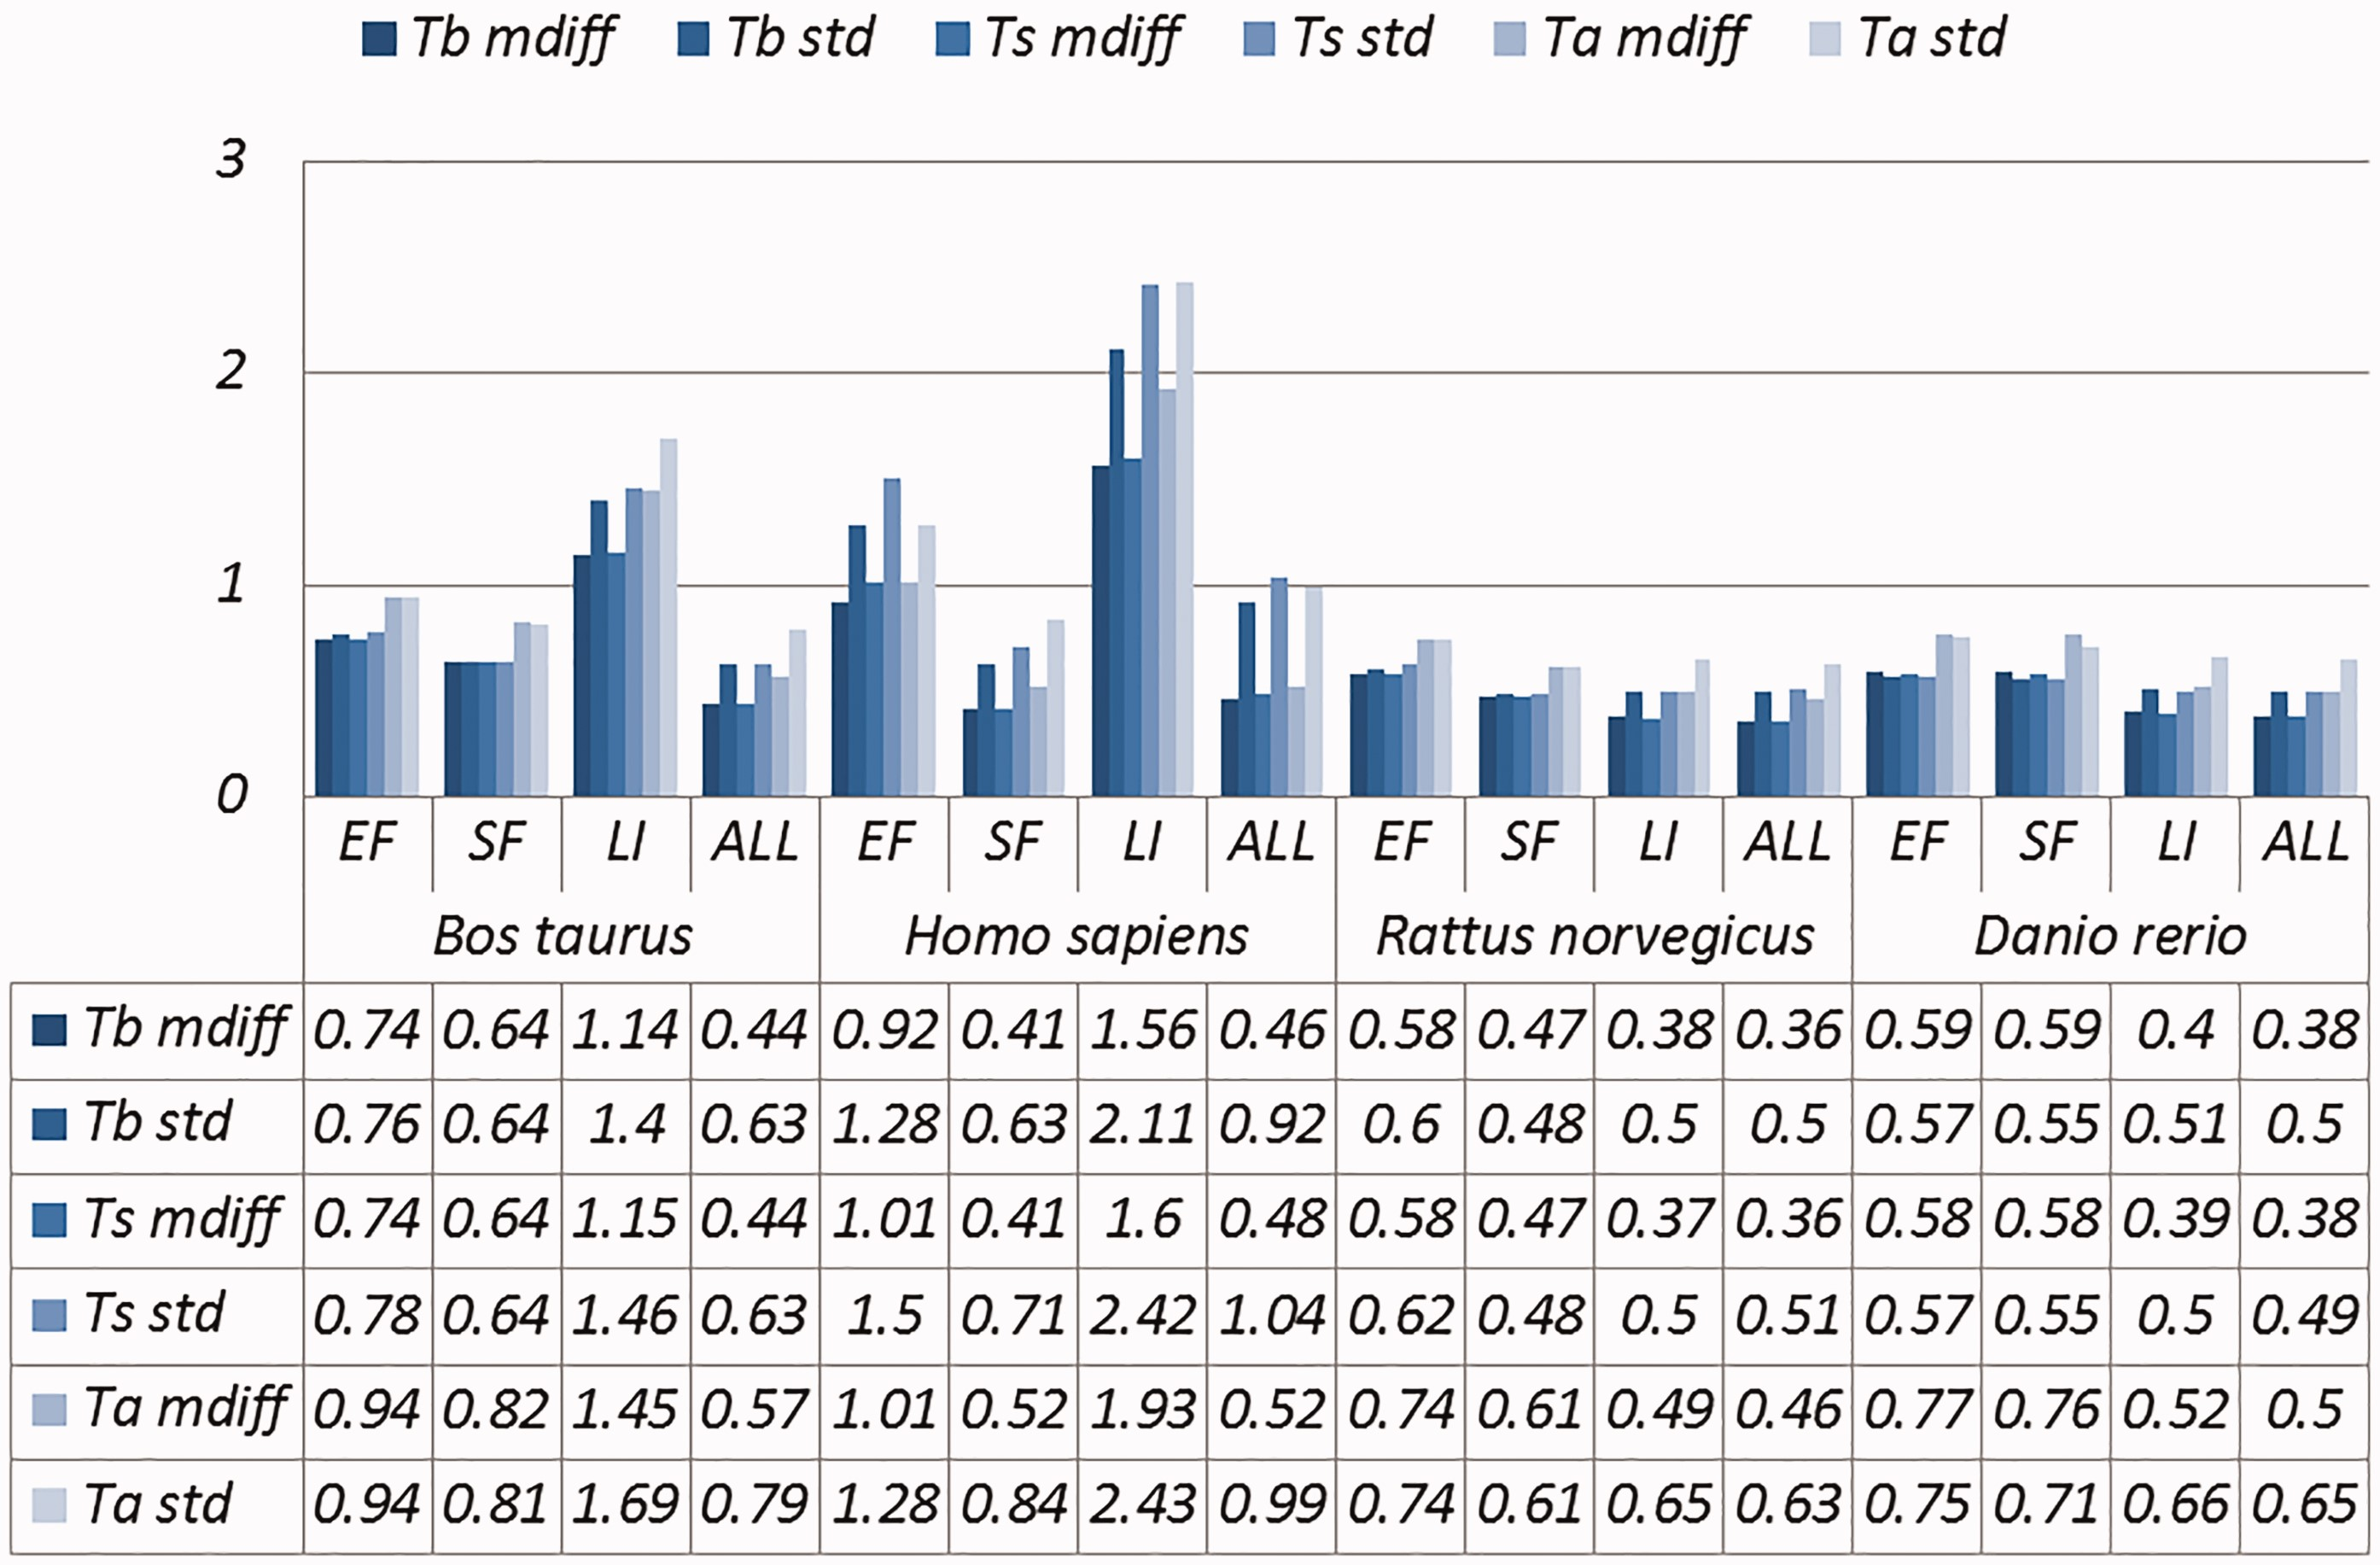 Tb mdiff Tb std Ts mdiff Ts std Ta mdiff Ta std
3
2
1
0
EF SF LI ALL EF SF LI ALL EF SF LI ALL EF SF LI ALL
Bos taurus Homo sapiens Rattus norvegicus Danio rerio
Tb mdiff 0.74 0.64 1.14 0.44 0.92 0.41 1.56 0.46 0.58 0.47 0.38 0.36 0.59 0.59 0.4 0.38
Tb std 0.76 0.64 1.4 0.63 1.28 0.63 2.11 0.92 0.6 0.48 0.5 0.5 0.57 0.55 0.51 0.5
Ts mdiff 0.74 0.64 1.15 0.44 1.01 0.41 1.6 0.48 0.58 0.47 0.37 0.36 0.58 0.58 0.39 0.38
Ts std 0.78 0.64 1.46 0.63 1.5 0.71 2.42 1.04 0.62 0.48 0.5 0.51 0.57 0.55 0.5 0.49
Ta mdiff 0.94 0.82 1.45 0.57 1.01 0.52 1.93 0.52 0.74 0.61 0.49 0.46 0.77 0.76 0.52 0.5
Ta std 0.94 0.81 1.69 0.79 1.28 0.84 2.43 0.99 0.74 0.61 0.65 0.63 0.75 0.71 0.66 0.65